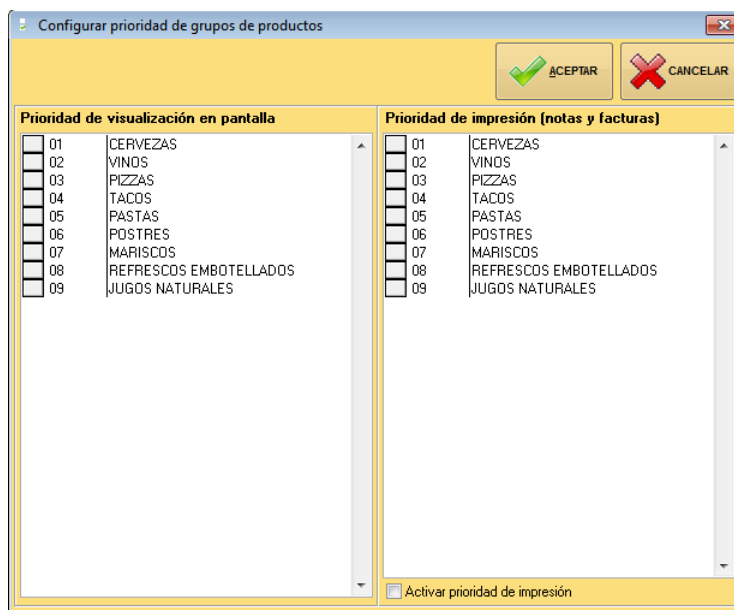 Configurar prioridad de grupos de productos
ACEPTAR
CANCELAR
Prioridad de visualización en pantalla
01 CERVEZAS
02 VINOS
03 PIZZAS
04 TACOS
05 PASTAS
06 POSTRES
07 MARISCOS
08 REFRESCOS EMBOTELLADOS
09 JUGOS NATURALES
Prioridad de impresión (notas y facturas)
01 CERVEZAS
02 VINOS
03 PIZZAS
04 TACOS
05 PASTAS
06 POSTRES
07 MARISCOS
08 REFRESCOS EMBOTELLADOS
09 JUGOS NATURALES
Activar prioridad de impresión